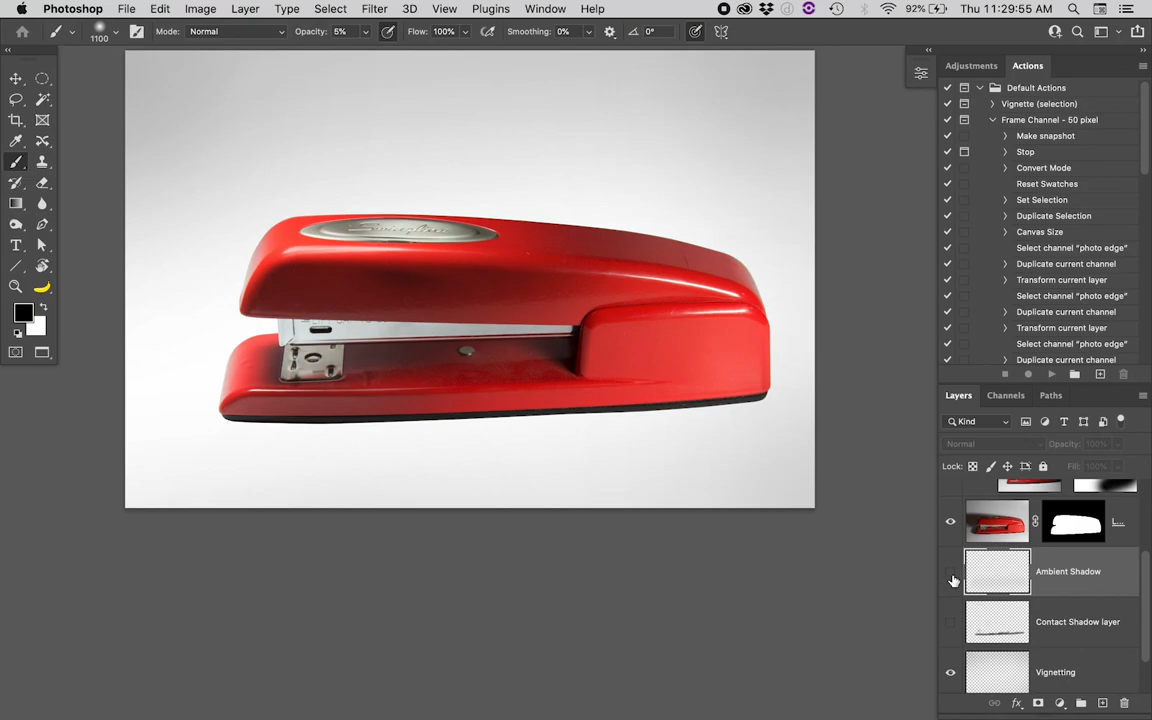 Photoshop File Edit Image Layer Type Select Filter 3D View Plugins Window Help 92% Thu 11:29:55 AM
1100 Mode: Normal Opacity: 5% Flow: 100% Smoothing: 0% 0°
Adjustments Actions
Default Actions
Vignette (selection)
Frame Channel - 50 pixel
Make snapshot
Stop
Convert Mode
Reset Swatches
Set Selection
Duplicate Selection
Canvas Size
Select channel "photo edge"
Duplicate current channel
Transform current layer
Select channel "photo edge"
Duplicate current channel
Transform current layer
Select channel "photo edge"
Duplicate current channel
Swingline
Layers Channels Paths
Kind
Normal Opacity: 100%
Lock: Fill: 100%
L...
Ambient Shadow
Contact Shadow layer
Vignetting
fx